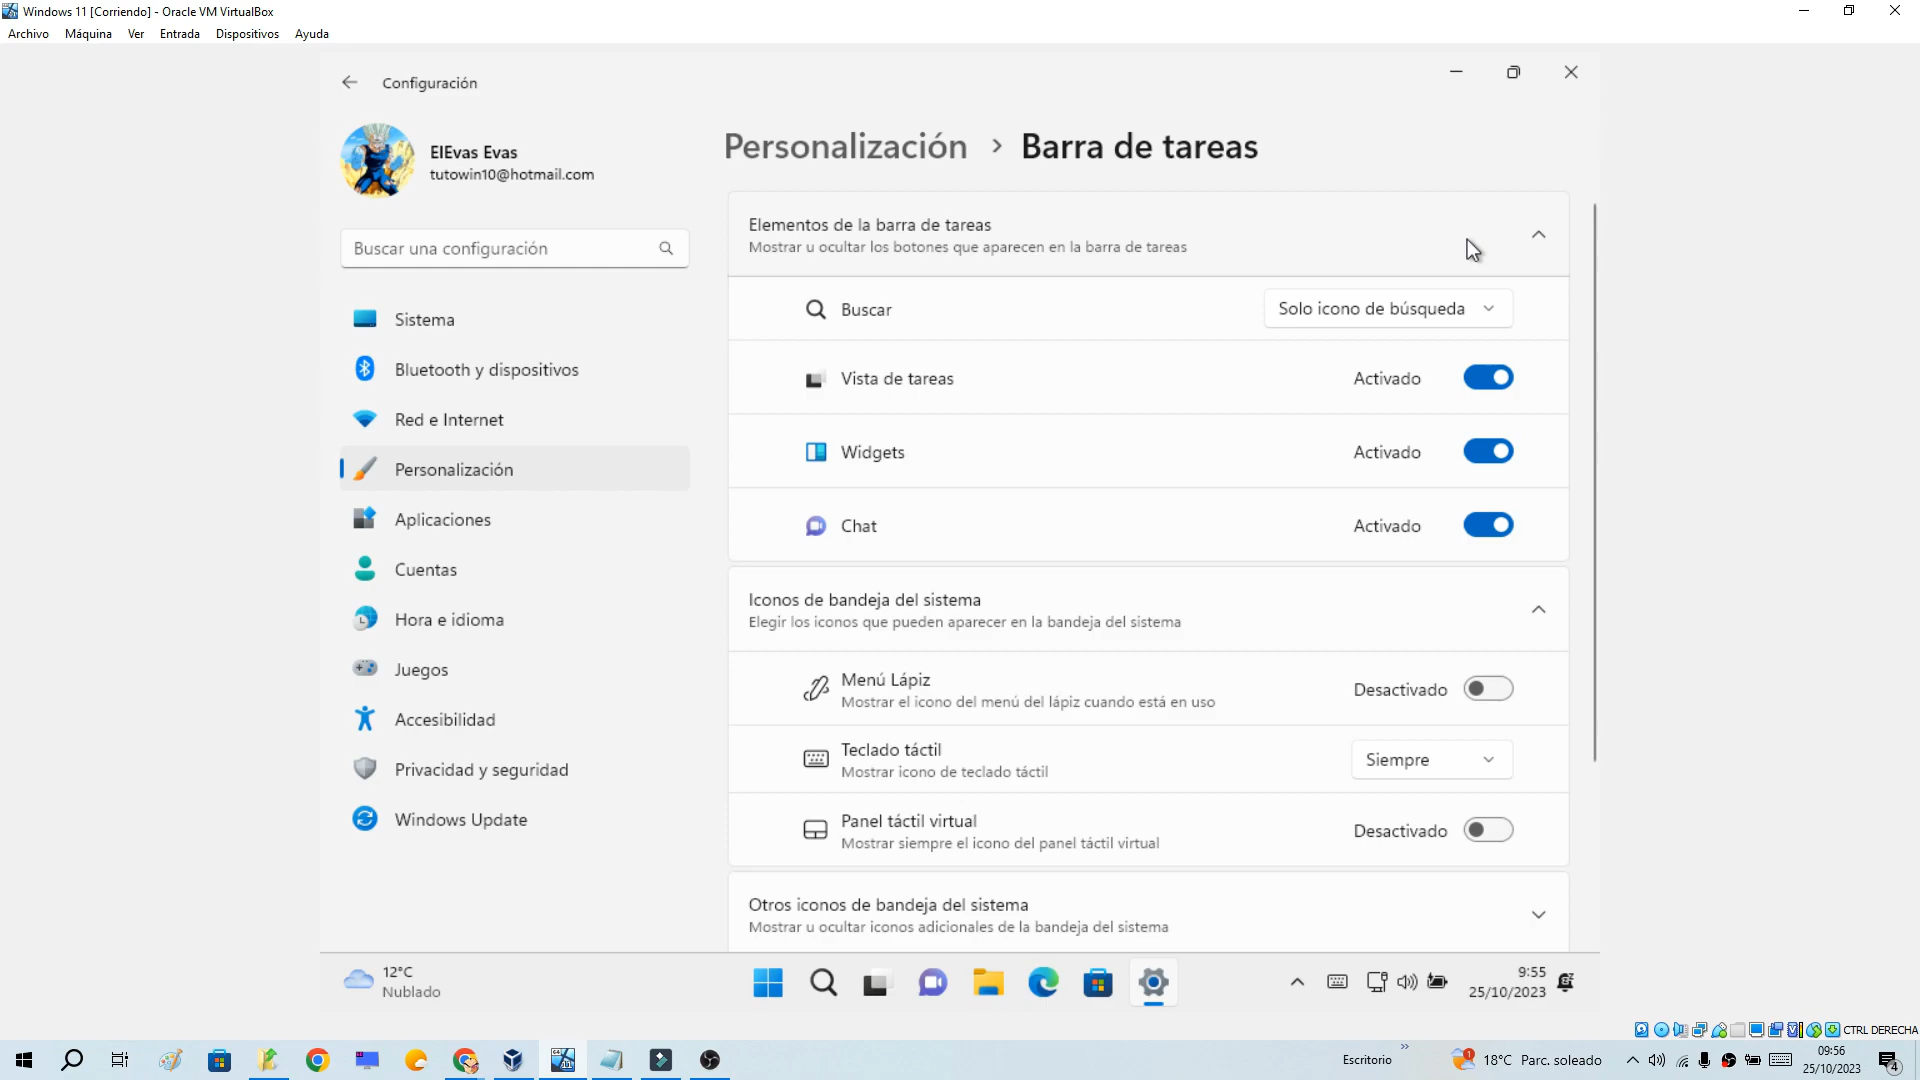 Windows 11 [Corriendo] - Oracle VM VirtualBox
Archivo Máquina Ver Entrada Dispositivos Ayuda
Configuración
ElEvas Evas
tutowin10@hotmail.com
Buscar una configuración
Sistema
Bluetooth y dispositivos
Red e Internet
Personalización
Aplicaciones
Cuentas
Hora e idioma
Juegos
Accesibilidad
Privacidad y seguridad
Windows Update
Personalización > Barra de tareas
Elementos de la barra de tareas
Mostrar u ocultar los botones que aparecen en la barra de tareas
Buscar Solo icono de búsqueda
Vista de tareas Activado
Widgets Activado
Chat Activado
Iconos de bandeja del sistema
Elegir los iconos que pueden aparecer en la bandeja del sistema
Menú Lápiz
Mostrar el icono del menú del lápiz cuando está en uso
Desactivado
Teclado táctil
Mostrar icono de teclado táctil
Siempre
Panel táctil virtual
Mostrar siempre el icono del panel táctil virtual
Desactivado
Otros iconos de bandeja del sistema
Mostrar u ocultar iconos adicionales de la bandeja del sistema
12°C
Nublado
9:55
25/10/2023
CTRL DERECHA
Escritorio
18°C Parc. soleado
09:56
25/10/2023
4